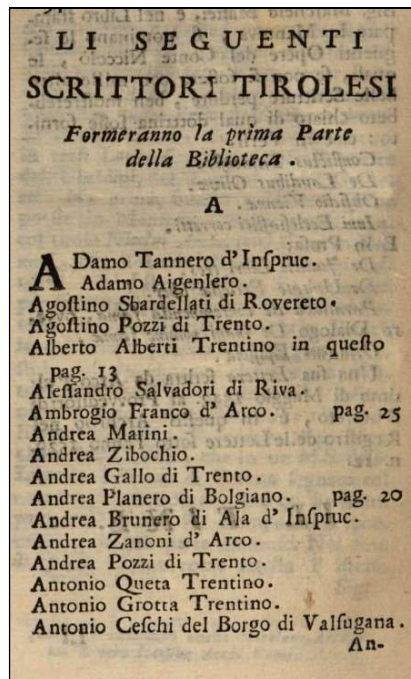 LI SEGUENTI
SCRITTORI TIROLESI
Formeranno la prima Parte
della Biblioteca.
A
ADamo Tannero d'Inſpruc.
Adamo Aigenlero.
Agoſtino Sbardellati di Rovereto.
Agoſtino Pozzi di Trento.
Alberto Alberti Trentino in queſto
pag. 13
Aleſſandro Salvadori di Riva.
Ambrogio Franco d'Arco. pag. 25
Andrea Marini.
Andrea Zibochio.
Andrea Gallo di Trento.
Andrea Planero di Bolgiano. pag. 20
Andrea Brunero di Ala d'Inſpruc.
Andrea Zanoni d'Arco.
Andrea Pozzi di Trento.
Antonio Queta Trentino.
Antonio Grotta Trentino.
Antonio Ceſchi del Borgo di Valſugana.
An-